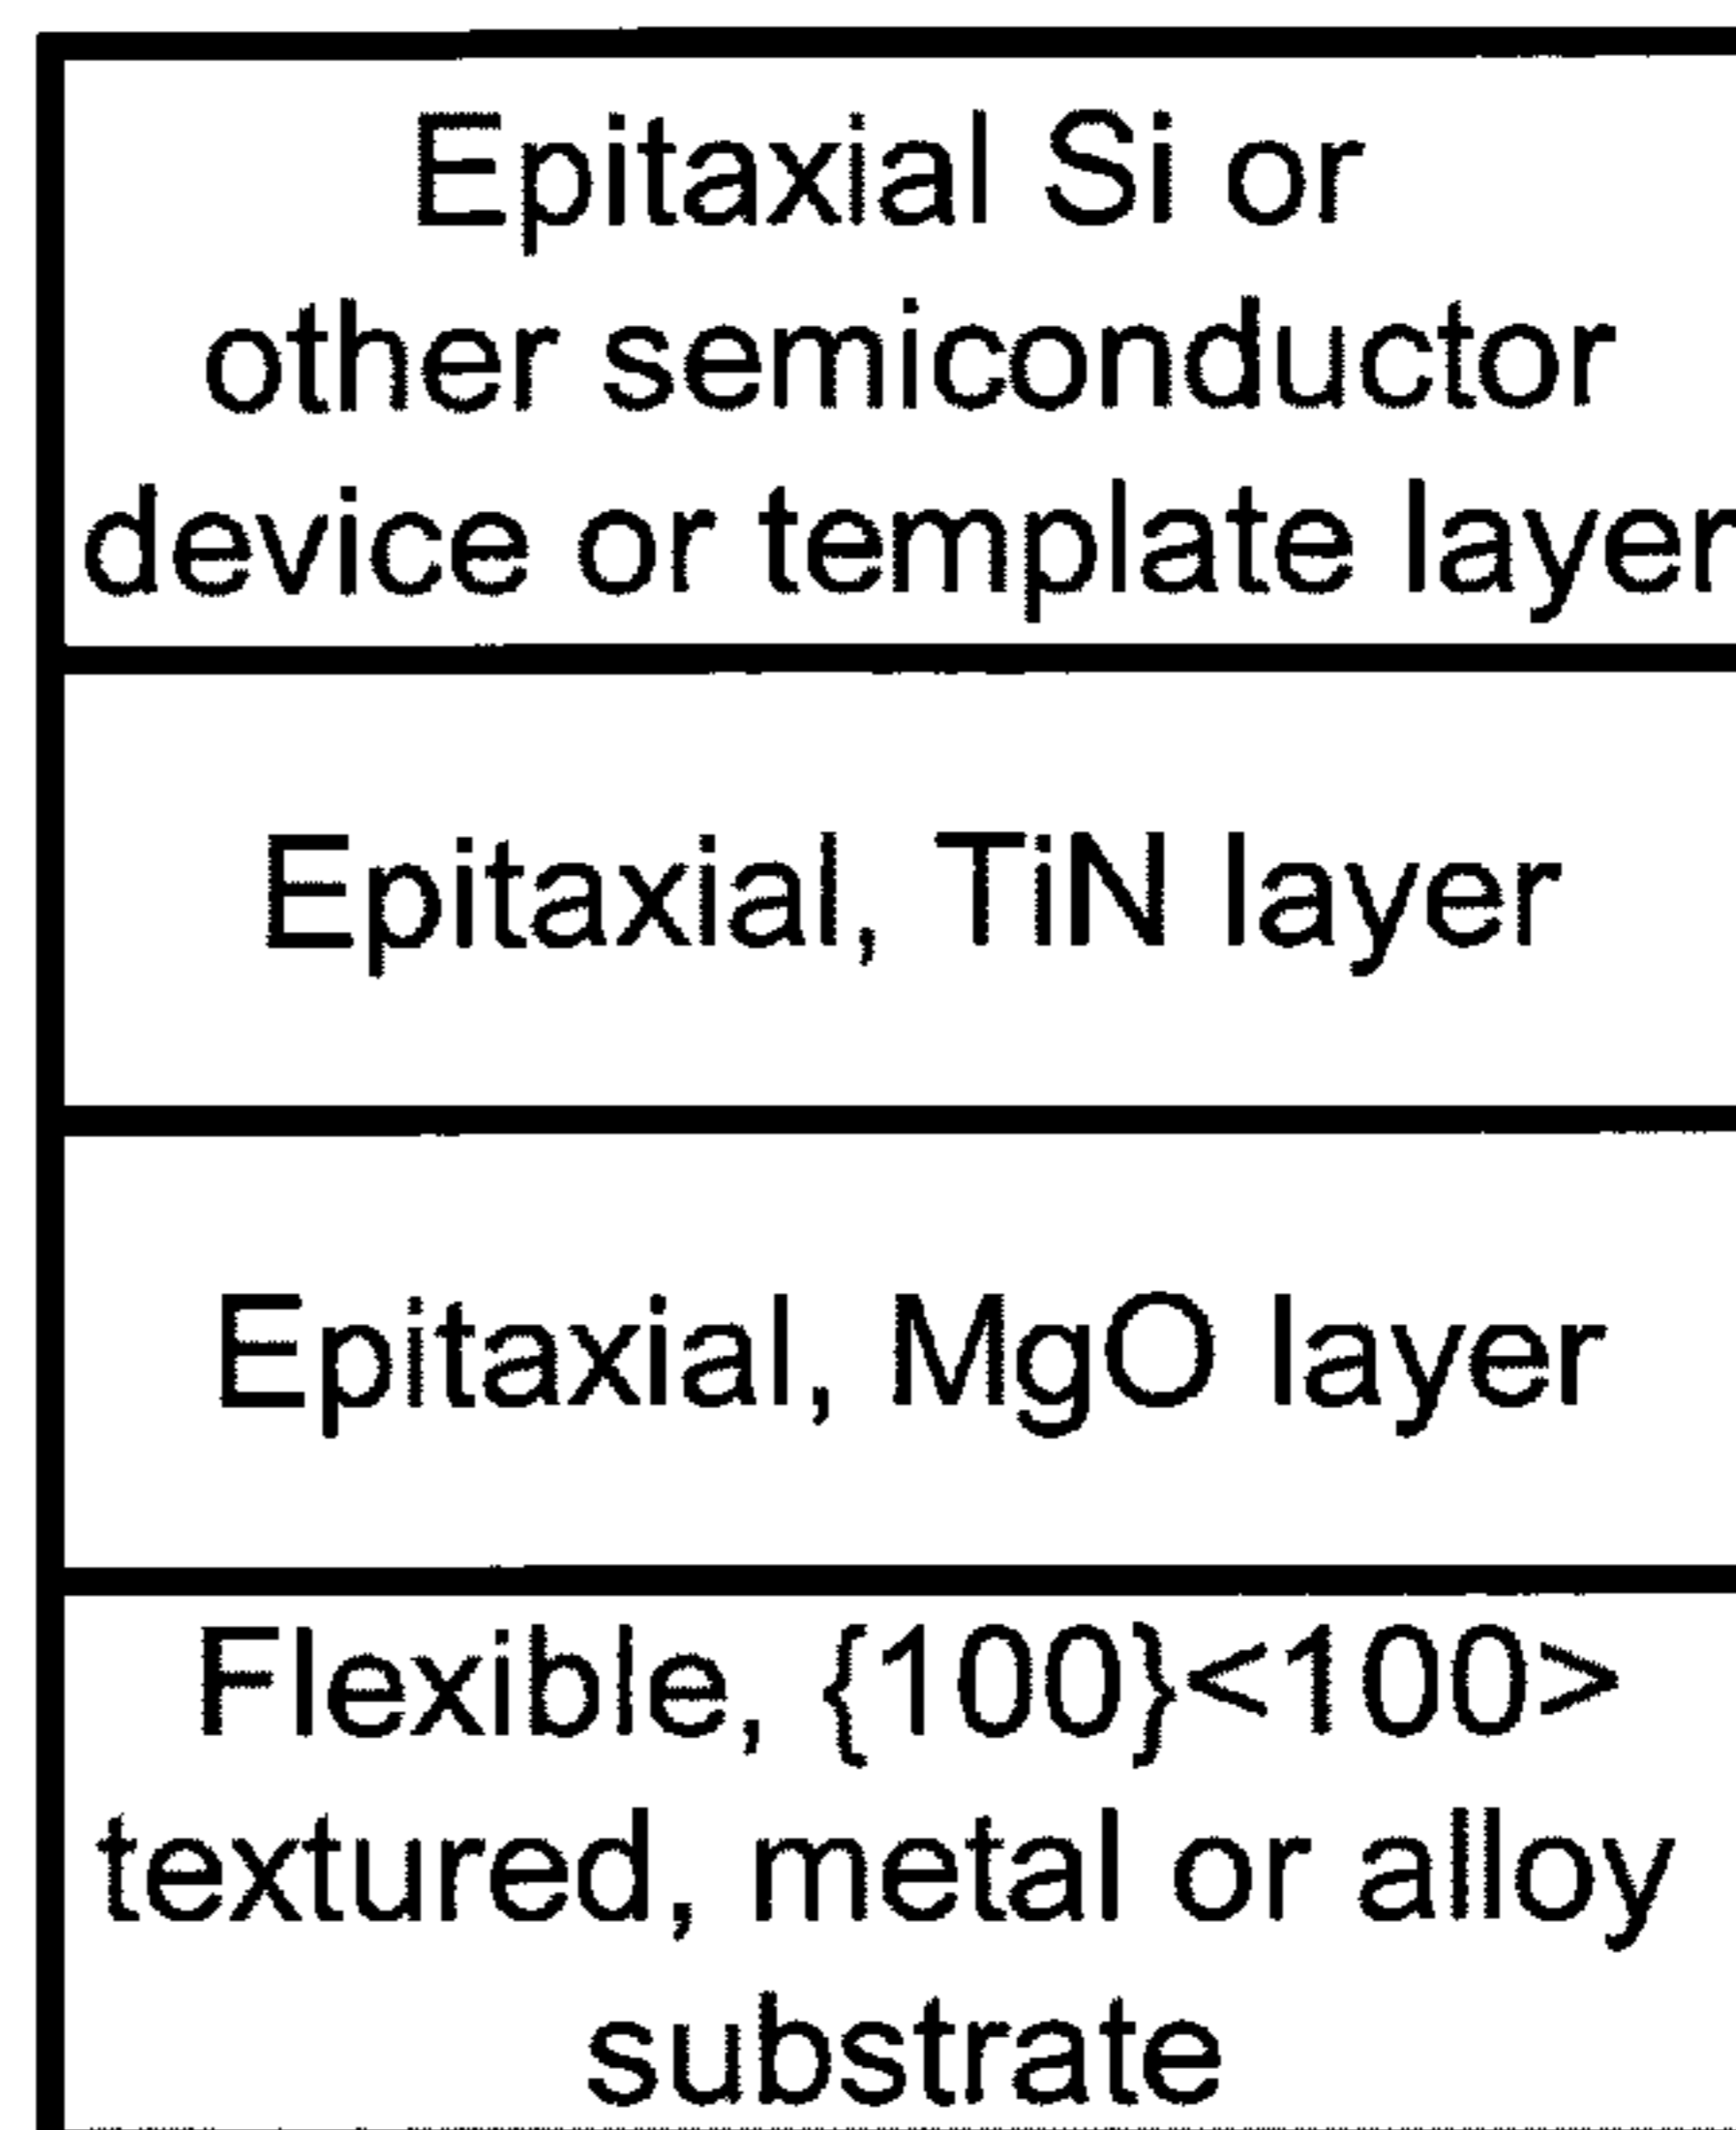 Epitaxial Si or
other semiconductor
device or template layer
Epitaxial, TiN layer
Epitaxial, MgO layer
Flexible, {100}<100>
textured, metal or alloy
substrate